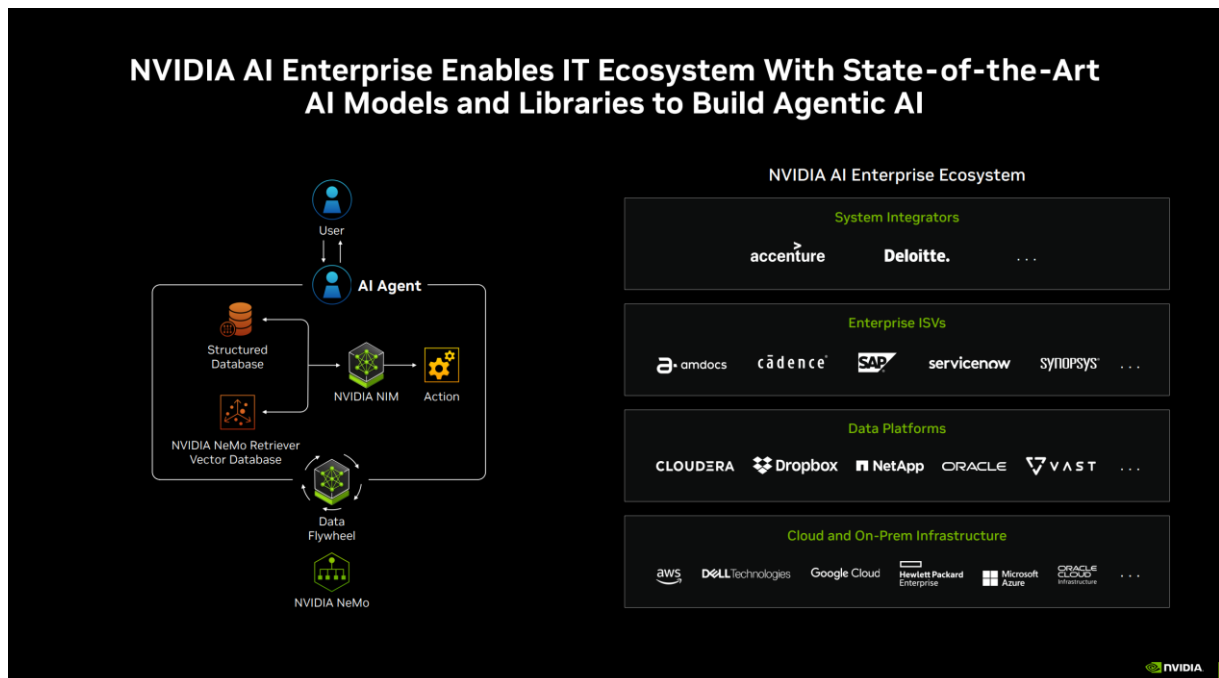 NVIDIA AI Enterprise Enables IT Ecosystem With State-of-the-Art
AI Models and Libraries to Build Agentic AI
User
AI Agent
Structured
Database
NVIDIA NIM
Action
NVIDIA NeMo Retriever
Vector Database
Data
Flywheel
NVIDIA NeMo
NVIDIA AI Enterprise Ecosystem
System Integrators
accenture
Deloitte.
...
Enterprise ISVs
amdocs
cādence®
SAP
servicenow
SYNOPSYS®
...
Data Platforms
CLOUDERA
Dropbox
NetApp
ORACLE
VAST
...
Cloud and On-Prem Infrastructure
aws
DELL Technologies
Google Cloud
Hewlett Packard
Enterprise
Microsoft
Azure
ORACLE
CLOUD
Infrastructure
...
NVIDIA